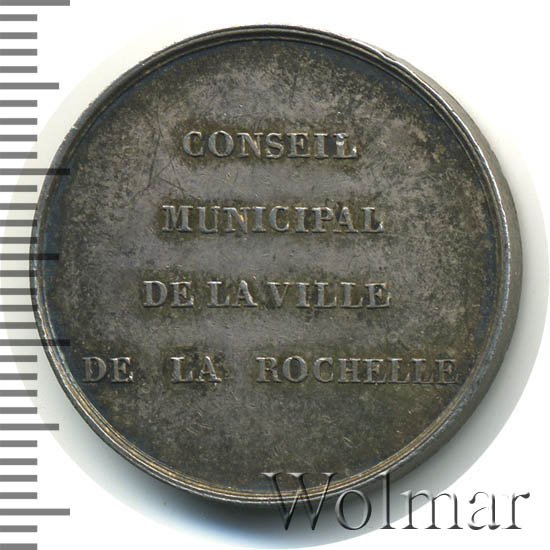 CONSEIL
MUNICIPAL
DE LA VILLE
DE LA ROCHELLE
Wolmar